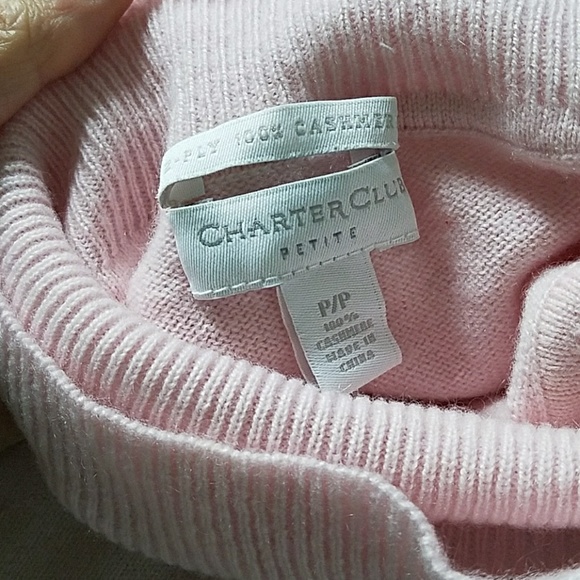 -PLY 100% CASHMER
CHARTER CLUB
PETITE
P/P
100%
CASHMERE
MADE IN
CHINA